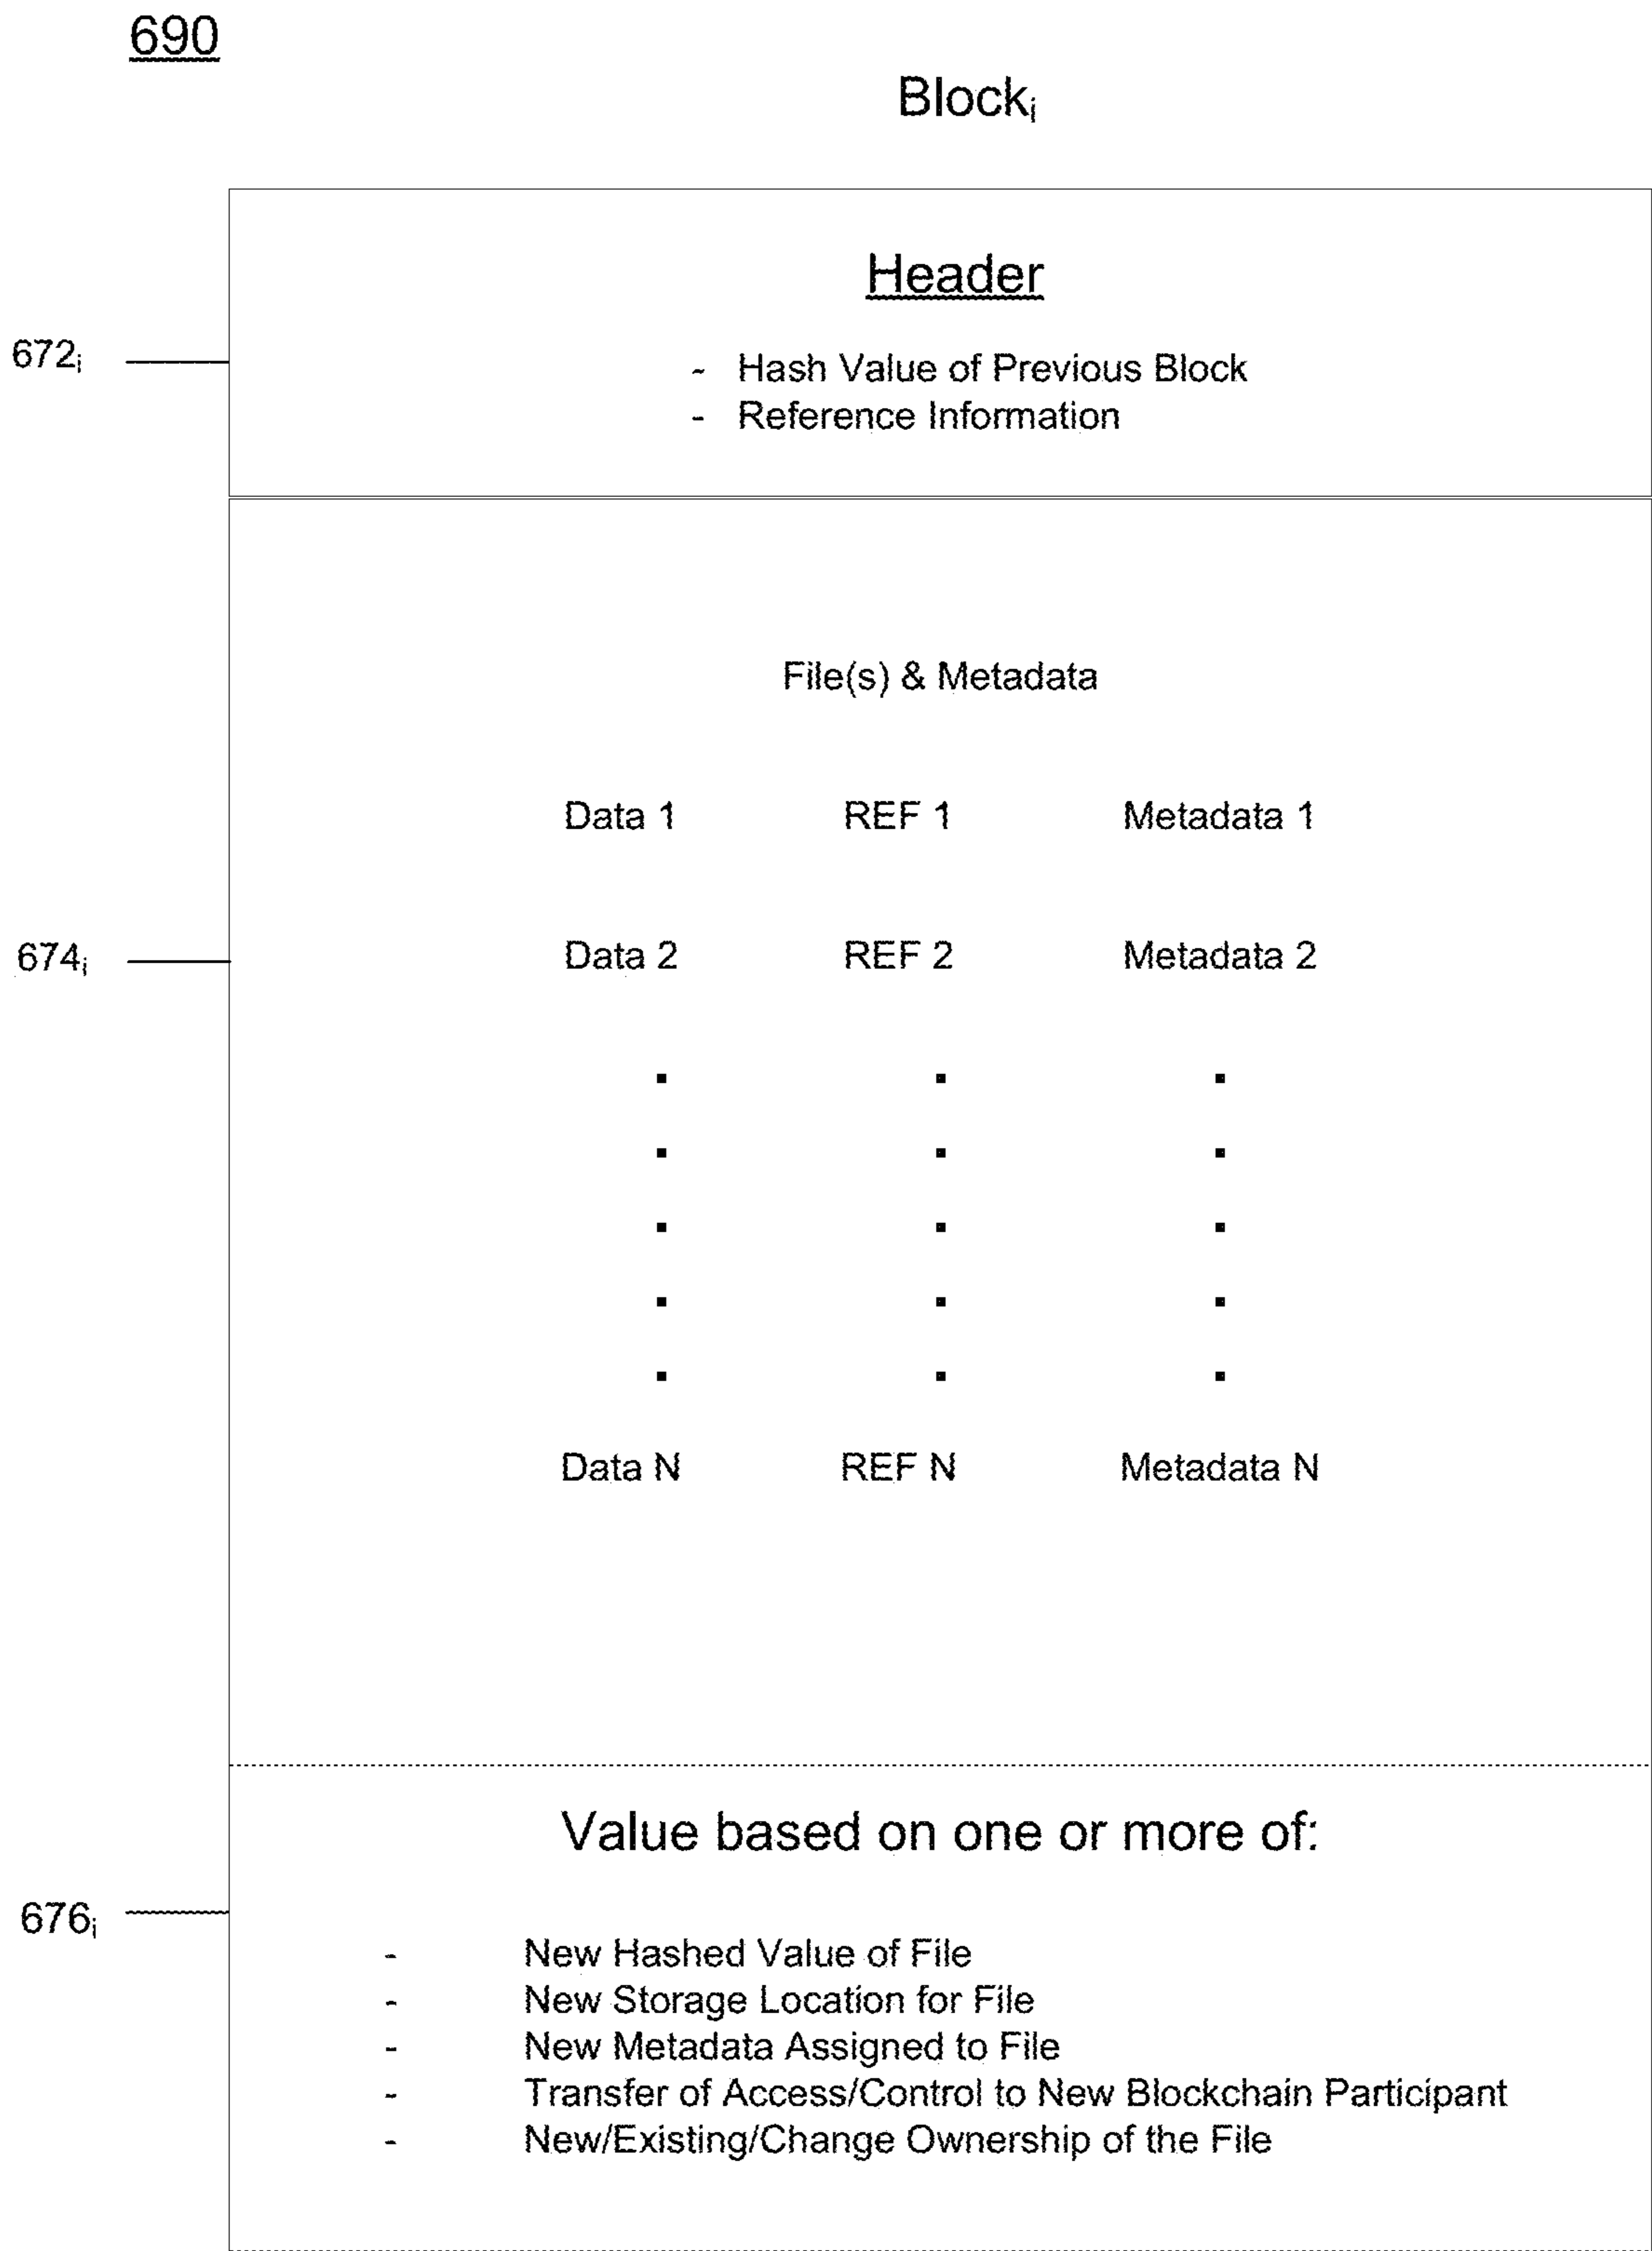 690
Blockᵢ
Header
672ᵢ
- Hash Value of Previous Block
- Reference Information
File(s) & Metadata
Data 1 REF 1 Metadata 1
674ᵢ
Data 2 REF 2 Metadata 2
Data N REF N Metadata N
Value based on one or more of:
676ᵢ
- New Hashed Value of File
- New Storage Location for File
- New Metadata Assigned to File
- Transfer of Access/Control to New Blockchain Participant
- New/Existing/Change Ownership of the File